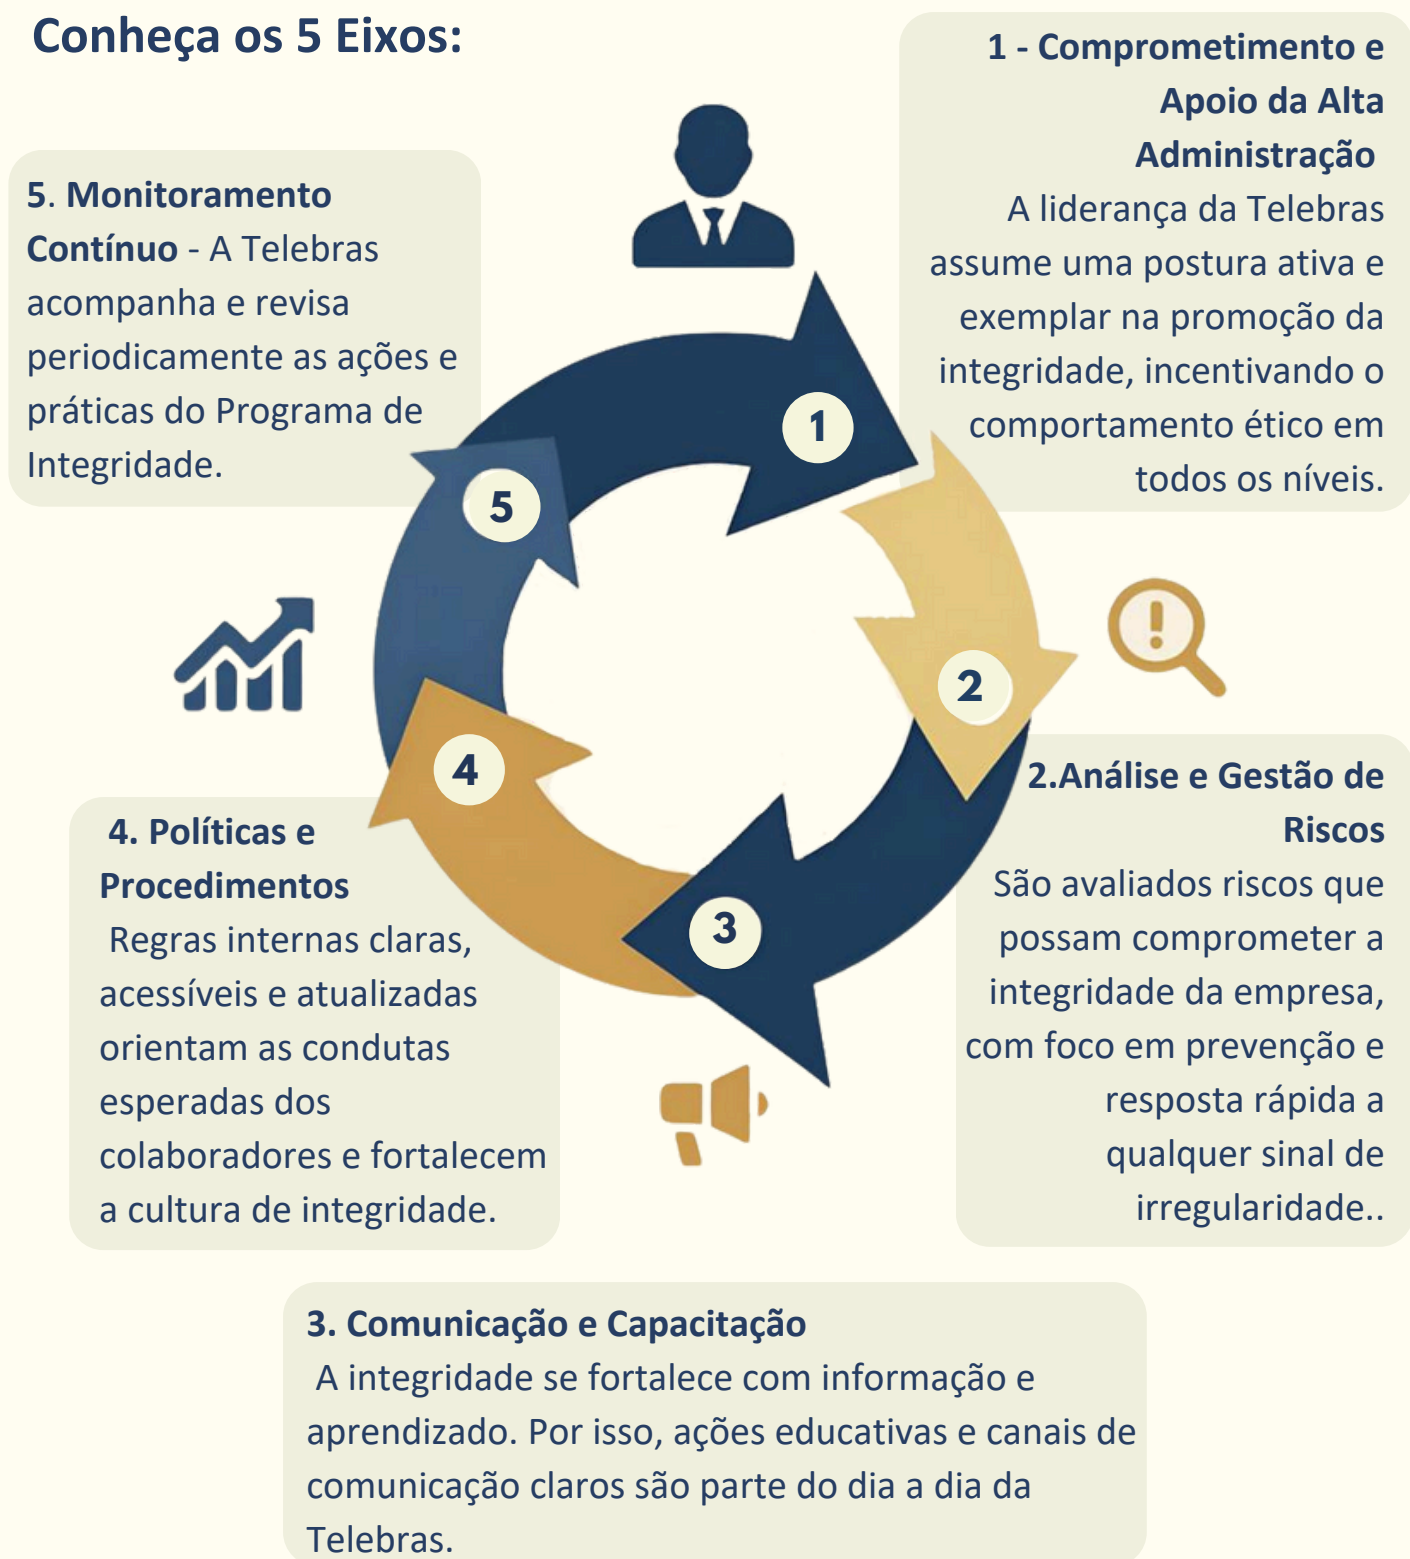 Conheça os 5 Eixos:
1 - Comprometimento e
Apoio da Alta
Administração
A liderança da Telebras
assume uma postura ativa e
exemplar na promoção da
integridade, incentivando o
comportamento ético em
todos os níveis.
5. Monitoramento
Contínuo - A Telebras
acompanha e revisa
periodicamente as ações e
práticas do Programa de
Integridade.
1
5
2
4
3
2.Análise e Gestão de
Riscos
São avaliados riscos que
possam comprometer a
integridade da empresa,
com foco em prevenção e
resposta rápida a
qualquer sinal de
irregularidade..
4. Políticas e
Procedimentos
Regras internas claras,
acessíveis e atualizadas
orientam as condutas
esperadas dos
colaboradores e fortalecem
a cultura de integridade.
3. Comunicação e Capacitação
A integridade se fortalece com informação e
aprendizado. Por isso, ações educativas e canais de
comunicação claros são parte do dia a dia da
Telebras.